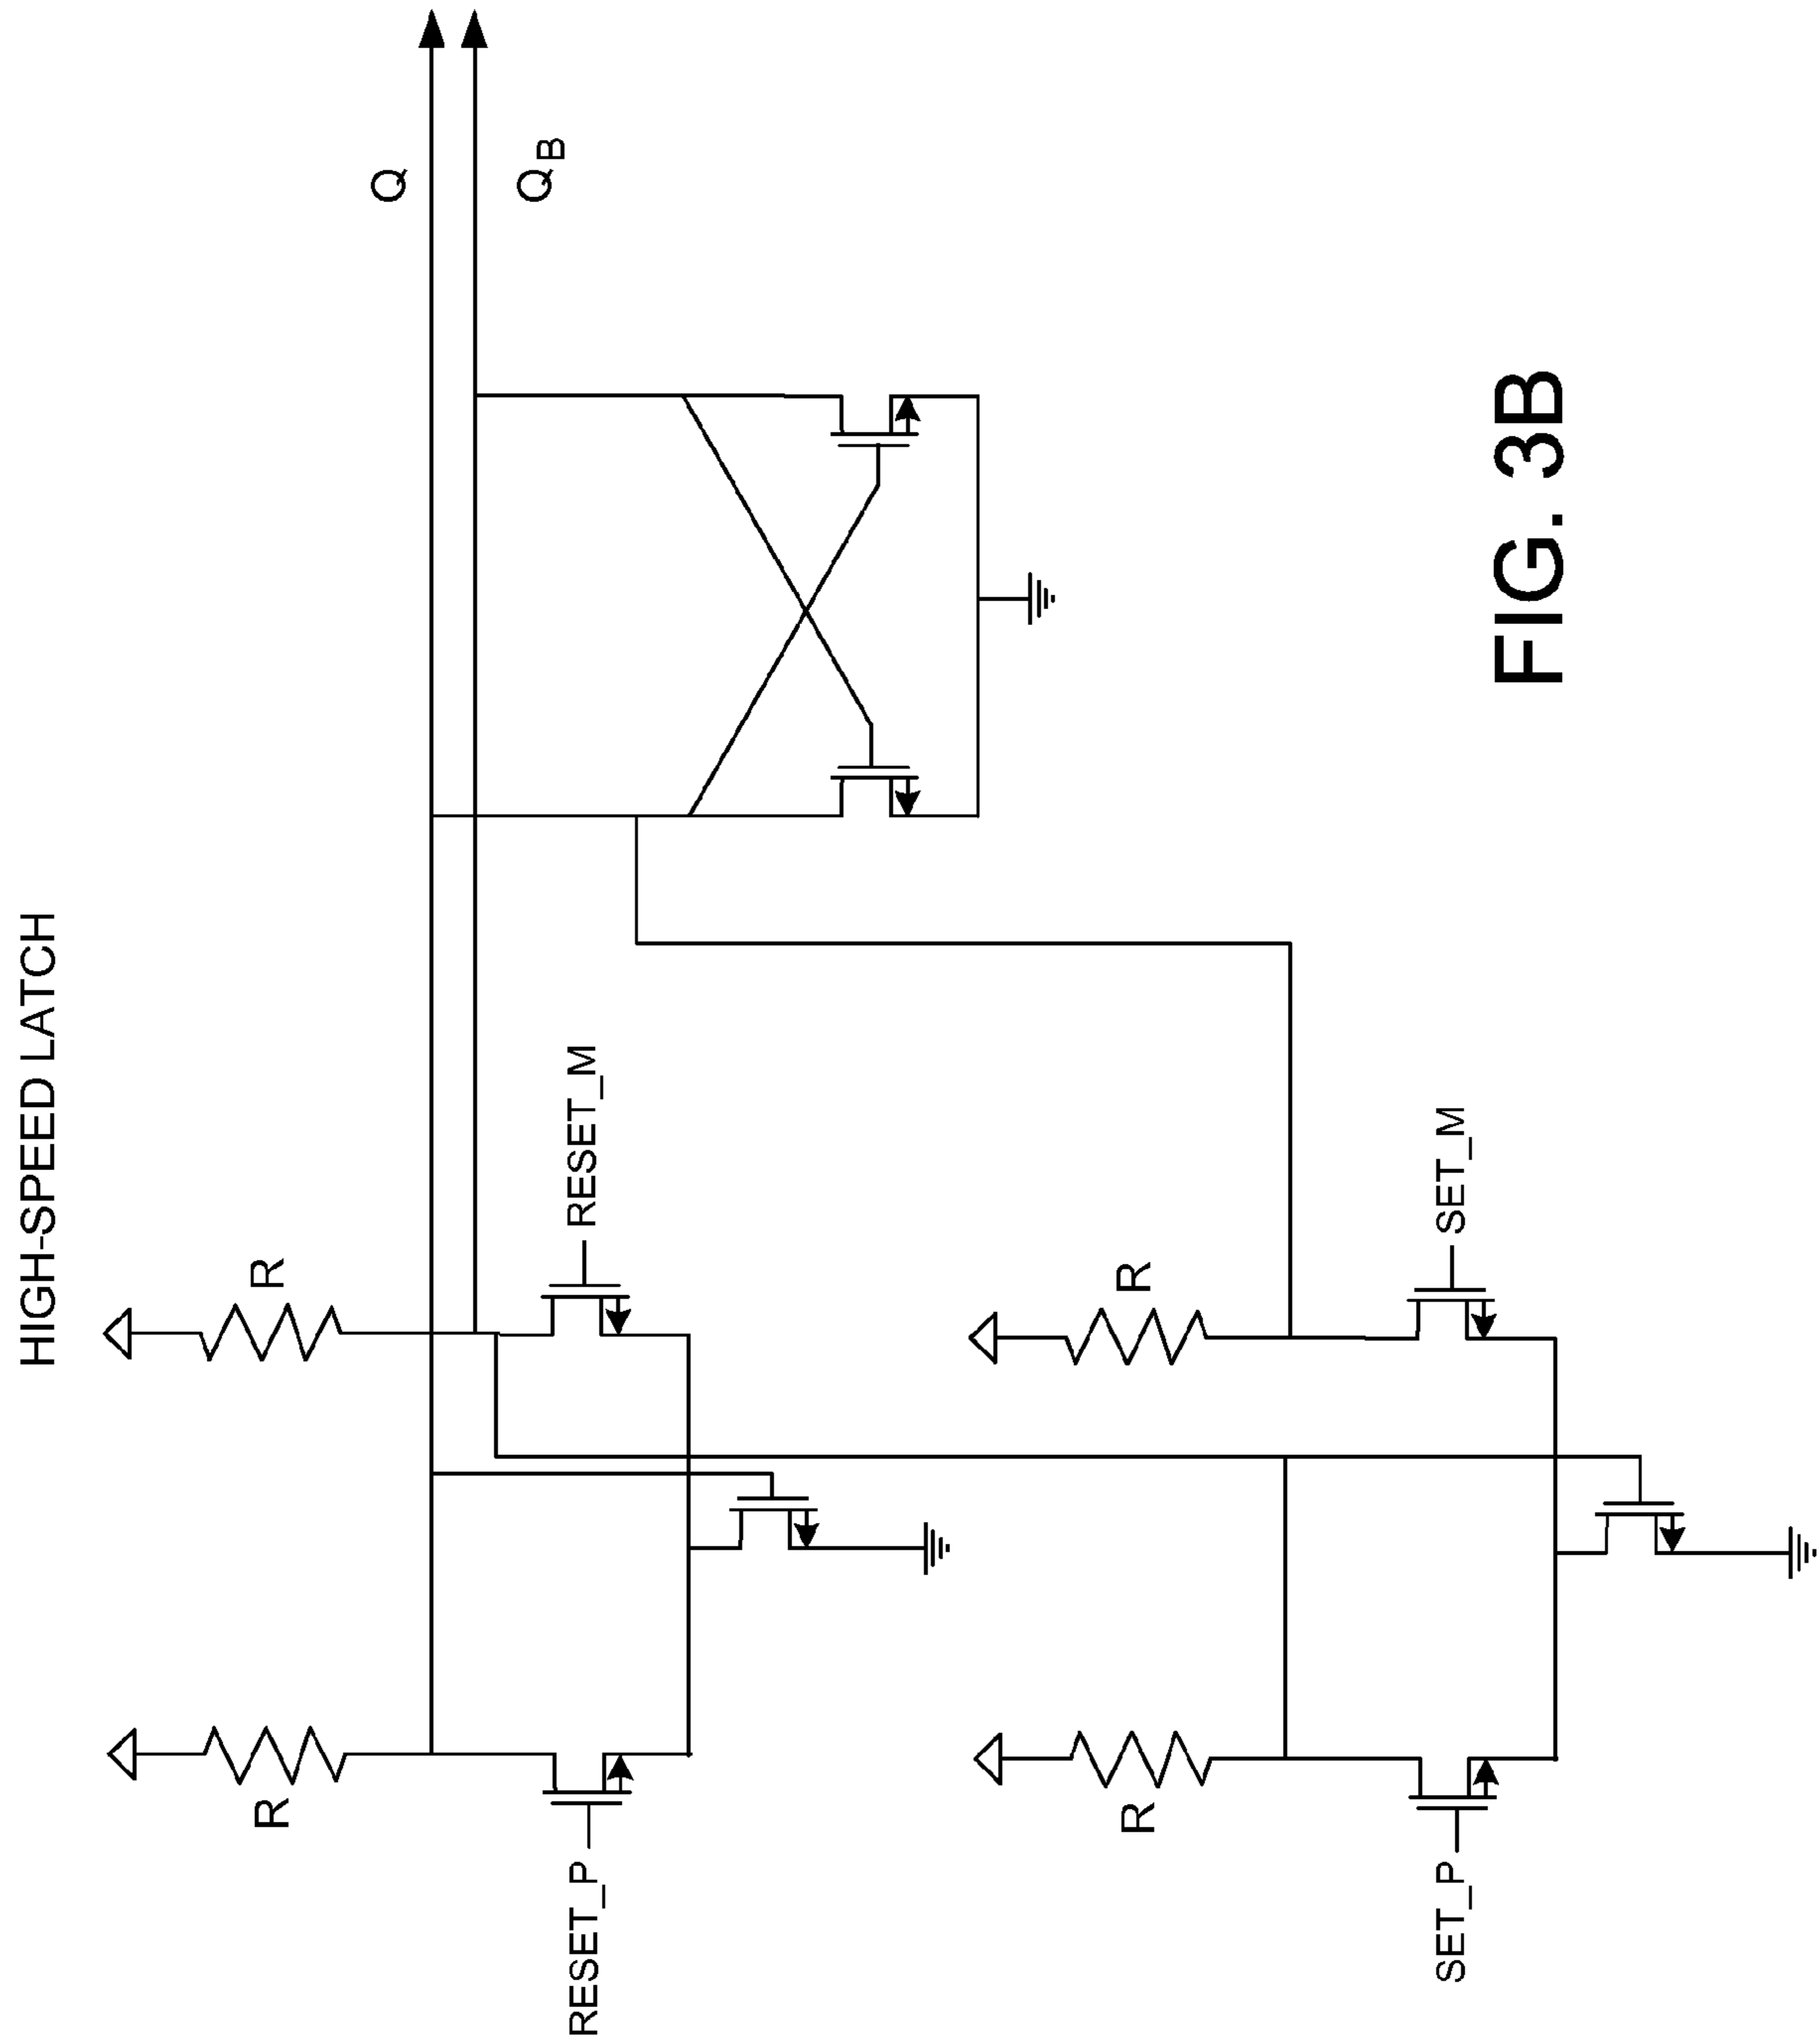 HIGH-SPEED LATCH
R
R
Q
Q B
RESET_P
RESET_M
R
R
SET_P
SET_M
FIG. 3B